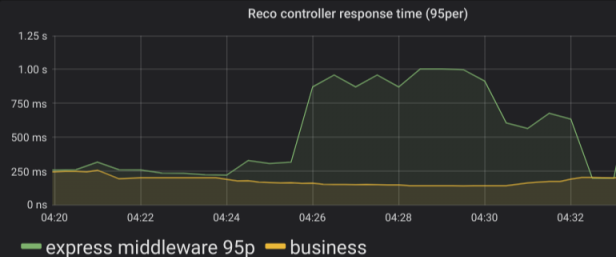 Reco controller response time (95per)
1.25 s
1.00 s
750 ms
500 ms
250 ms
0 ns
04:20 04:22 04:24 04:26 04:28 04:30 04:32
express middleware 95p business